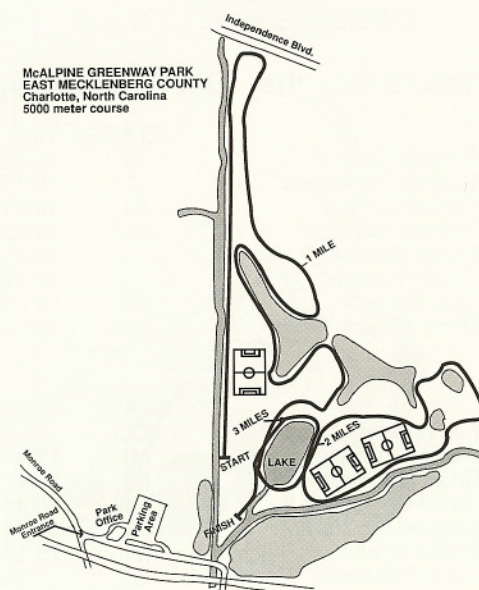 Independence Blvd.
McALPINE GREENWAY PARK
EAST MECKLENBERG COUNTY
Charlotte, North Carolina
5000 meter course
1 MILE
3 MILES
2 MILES
START
LAKE
FINISH
Monroe Road
Park
Office
Parking
Area
Monroe Road
Entrance